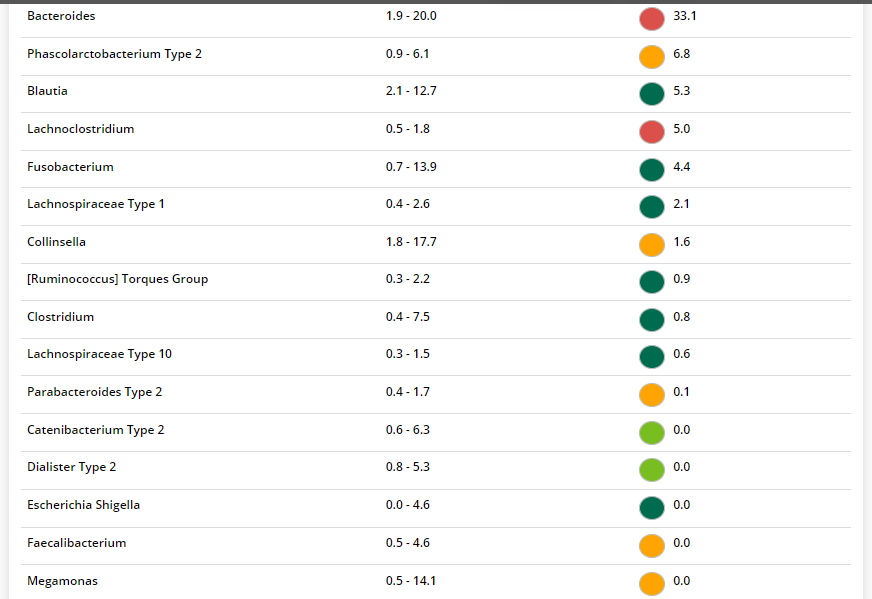 Bacteroides 1.9 - 20.0 33.1
Phascolarctobacterium Type 2 0.9 - 6.1 6.8
Blautia 2.1 - 12.7 5.3
Lachnoclostridium 0.5 - 1.8 5.0
Fusobacterium 0.7 - 13.9 4.4
Lachnospiraceae Type 1 0.4 - 2.6 2.1
Collinsella 1.8 - 17.7 1.6
[Ruminococcus] Torques Group 0.3 - 2.2 0.9
Clostridium 0.4 - 7.5 0.8
Lachnospiraceae Type 10 0.3 - 1.5 0.6
Parabacteroides Type 2 0.4 - 1.7 0.1
Catenibacterium Type 2 0.6 - 6.3 0.0
Dialister Type 2 0.8 - 5.3 0.0
Escherichia Shigella 0.0 - 4.6 0.0
Faecalibacterium 0.5 - 4.6 0.0
Megamonas 0.5 - 14.1 0.0